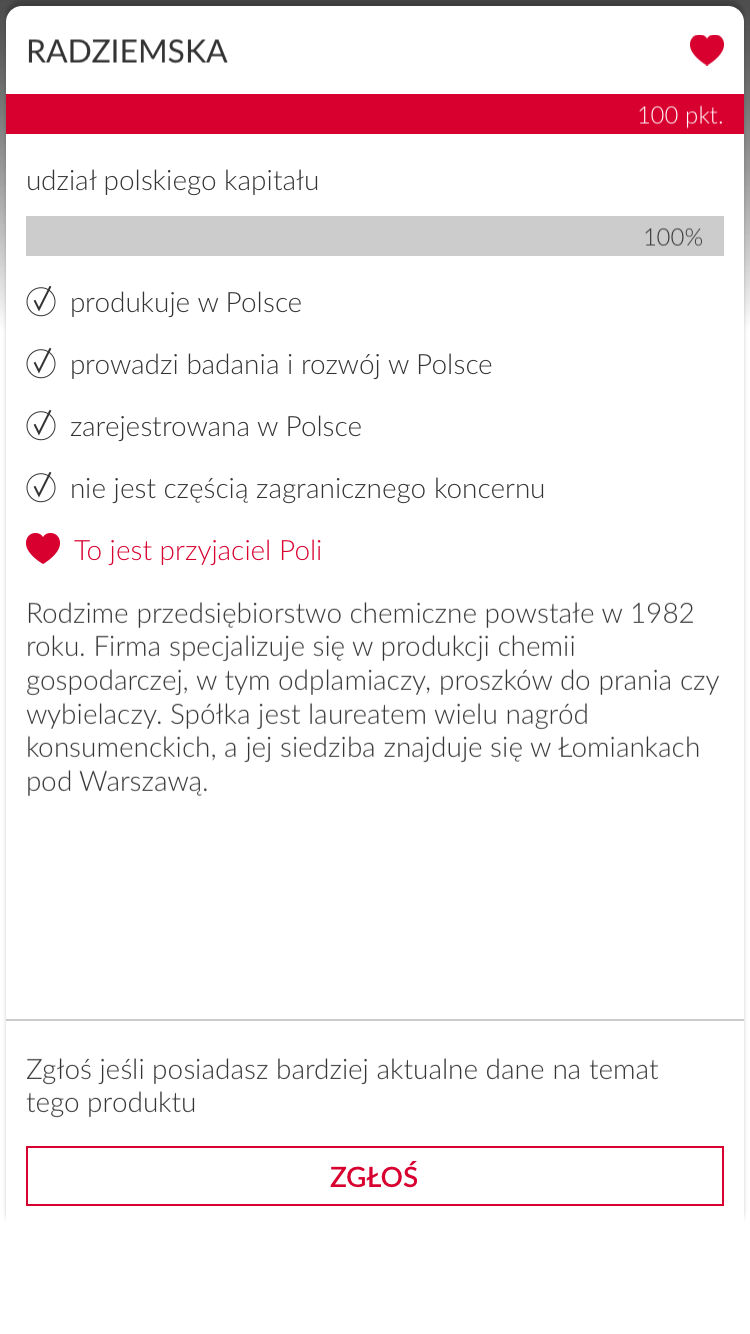 RADZIEMSKA
100 pkt.
udział polskiego kapitału
100%
produkuje w Polsce
prowadzi badania i rozwój w Polsce
zarejestrowana w Polsce
nie jest częścią zagranicznego koncernu
To jest przyjaciel Poli
Rodzime przedsiębiorstwo chemiczne powstałe w 1982
roku. Firma specjalizuje się w produkcji chemii
gospodarczej, w tym odplamiaczy, proszków do prania czy
wybielaczy. Spółka jest laureatem wielu nagród
konsumenckich, a jej siedziba znajduje się w Łomiankach
pod Warszawą.
Zgłoś jeśli posiadasz bardziej aktualne dane na temat
tego produktu
ZGŁOŚ